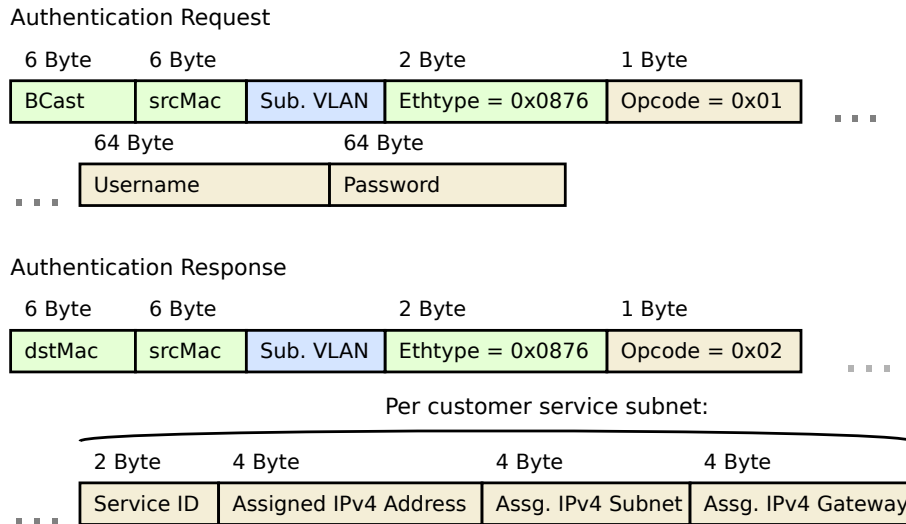 Authentication Request
6 Byte 6 Byte 2 Byte 1 Byte
BCast srcMac Sub. VLAN Ethtype = 0x0876 Opcode = 0x01
64 Byte 64 Byte
Username Password
Authentication Response
6 Byte 6 Byte 2 Byte 1 Byte
dstMac srcMac Sub. VLAN Ethtype = 0x0876 Opcode = 0x02
Per customer service subnet:
2 Byte 4 Byte 4 Byte 4 Byte
Service ID Assigned IPv4 Address Assg. IPv4 Subnet Assg. IPv4 Gateway